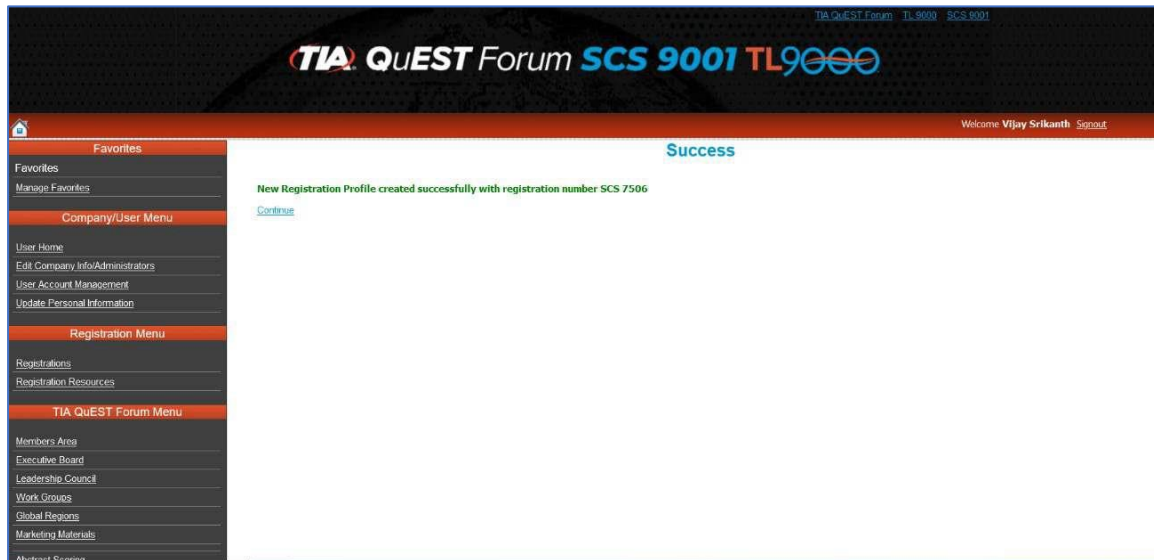 TIA QuEST Forum TL 9000 SCS 9001
TIA QuEST Forum SCS 9001 TL9000
Welcome Vijay Srikanth Signout
Favorites
Favorites
Manage Favorites
Company/User Menu
User Home
Edit Company Info/Administrators
User Account Management
Update Personal Information
Registration Menu
Registrations
Registration Resources
TIA QuEST Forum Menu
Members Area
Executive Board
Leadership Council
Work Groups
Global Regions
Marketing Materials
Abstract Scoring
Success
New Registration Profile created successfully with registration number SCS 7506
Continue